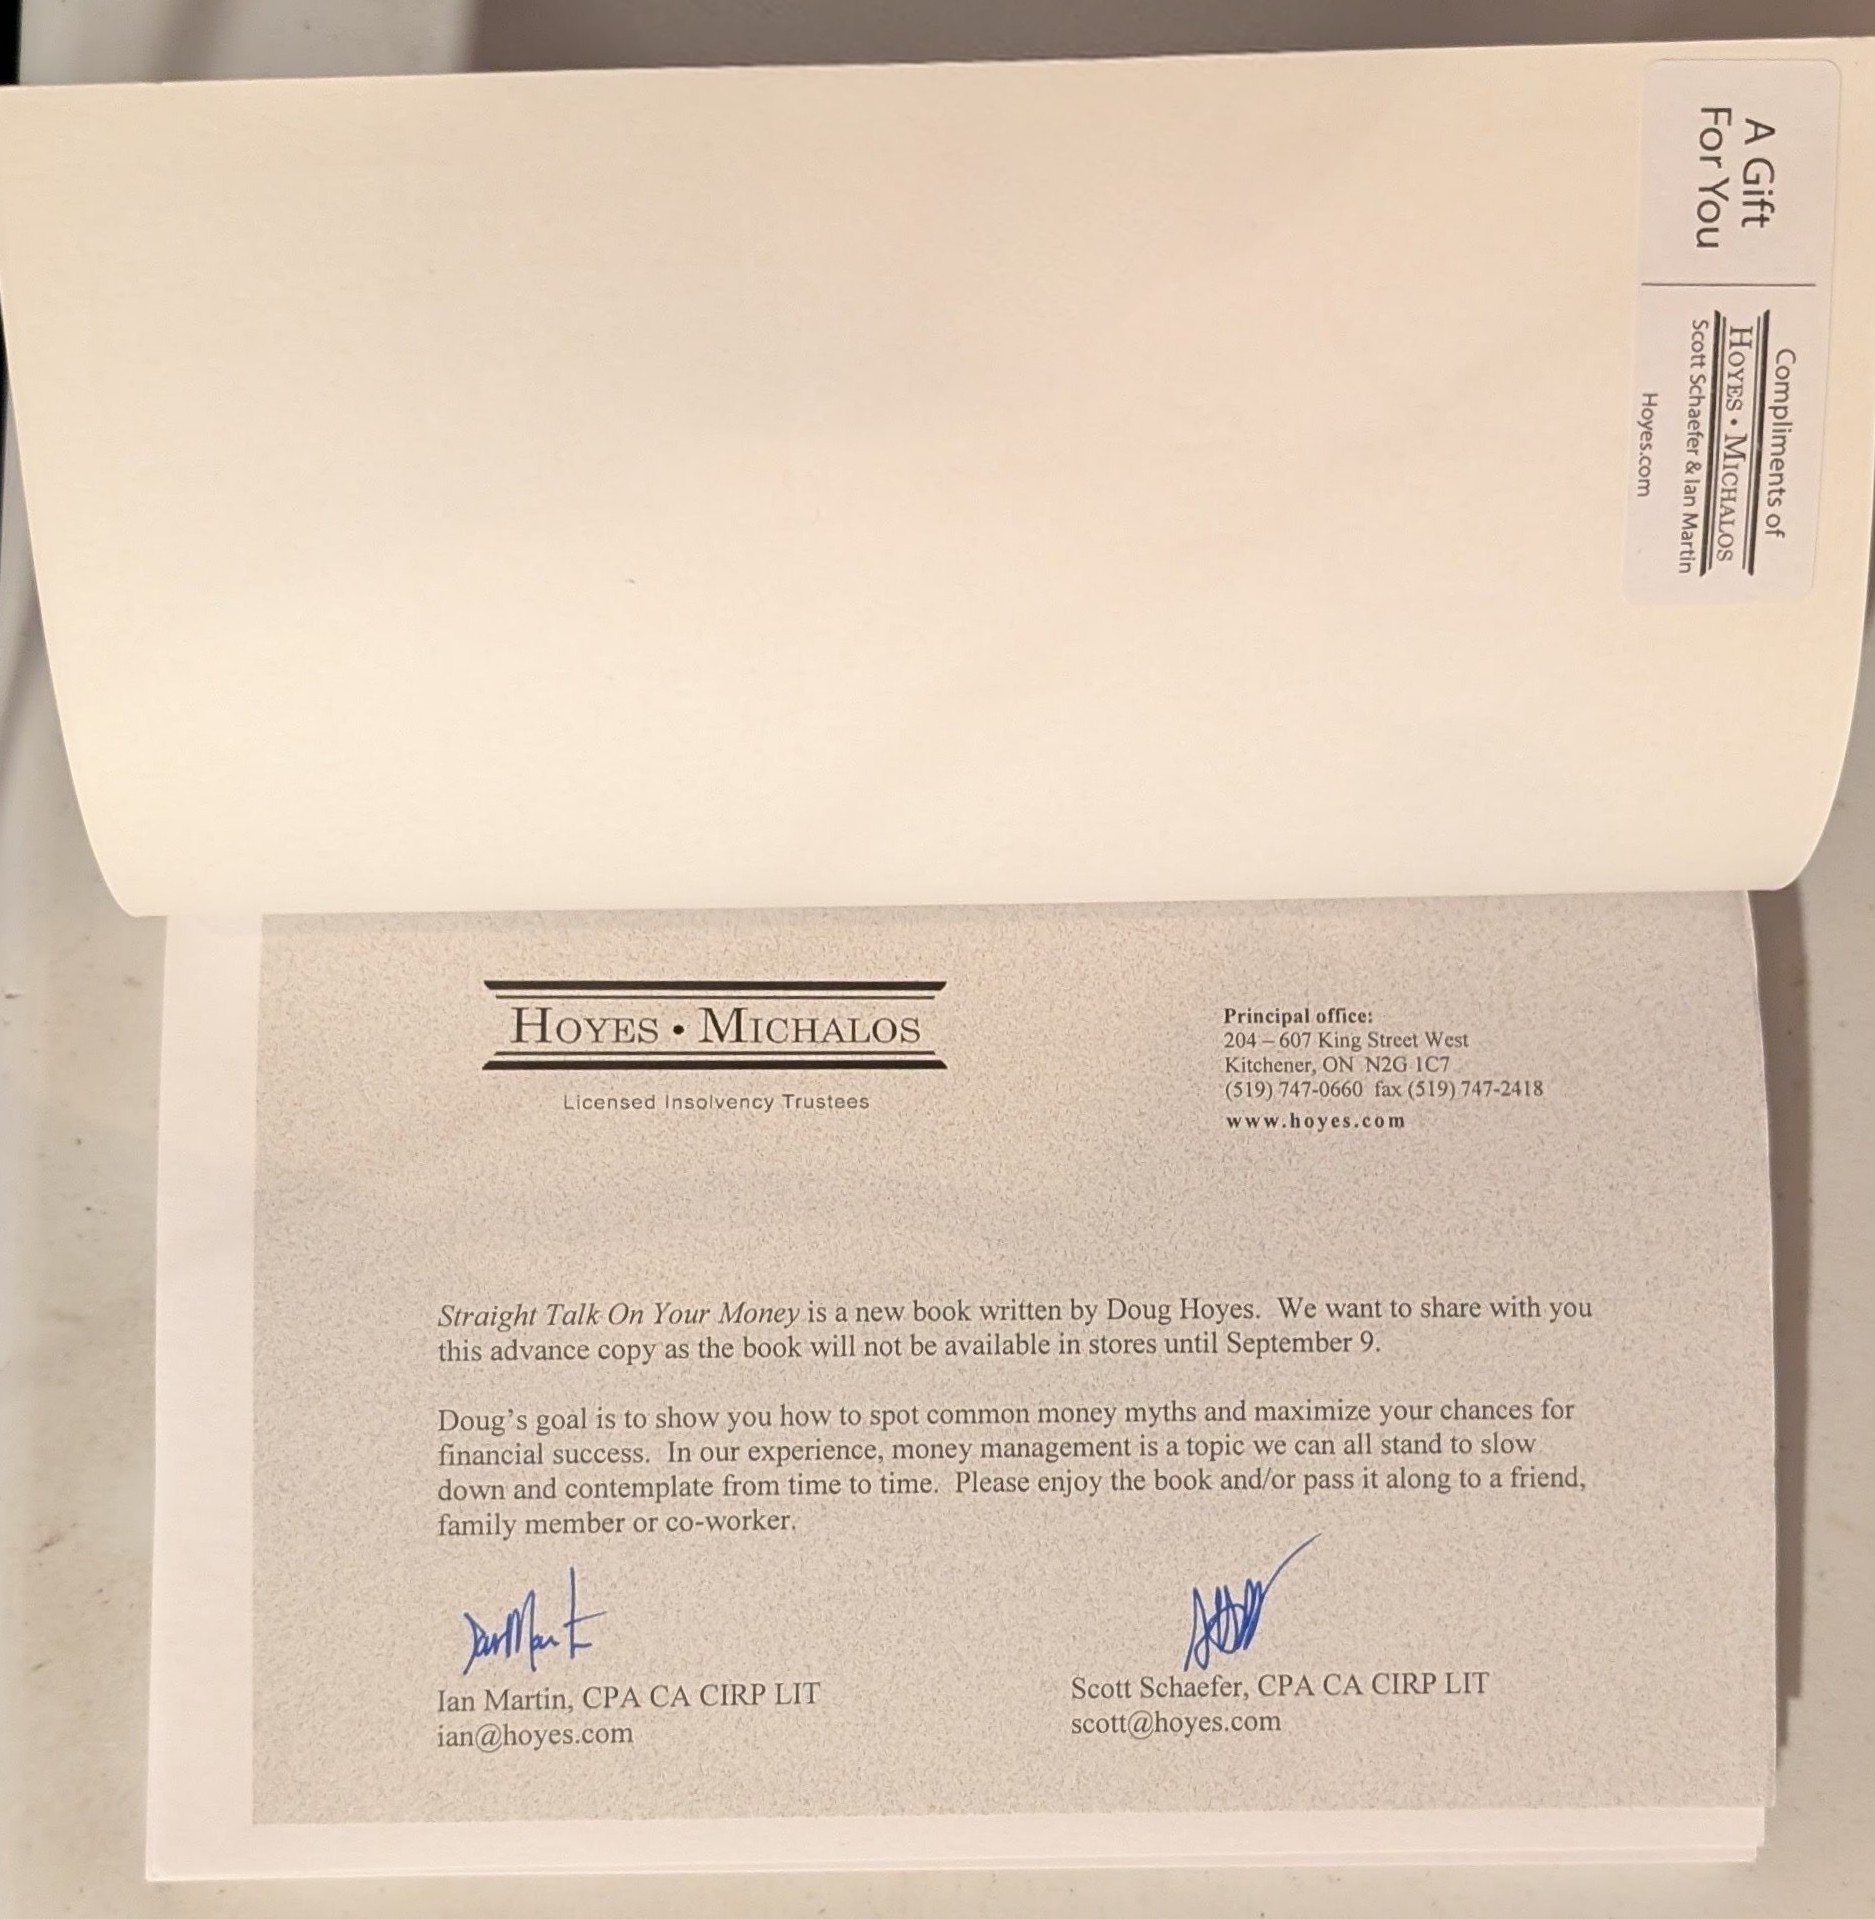 A Gift
For You
Compliments of
HOYES • MICHALOS
Scott Schaefer & Ian Martin
Hoyes.com
HOYES • MICHALOS
Licensed Insolvency Trustees
Principal office:
204 – 607 King Street West
Kitchener, ON N2G 1C7
(519) 747-0660 fax (519) 747-2418
www.hoyes.com
Straight Talk On Your Money is a new book written by Doug Hoyes. We want to share with you
this advance copy as the book will not be available in stores until September 9.
Doug's goal is to show you how to spot common money myths and maximize your chances for
financial success. In our experience, money management is a topic we can all stand to slow
down and contemplate from time to time. Please enjoy the book and/or pass it along to a friend,
family member or co-worker.
Ian Martin, CPA CA CIRP LIT
ian@hoyes.com
Scott Schaefer, CPA CA CIRP LIT
scott@hoyes.com